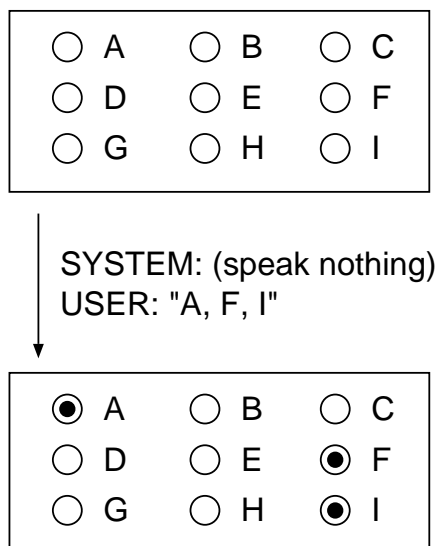 A B C
D E F
G H I
SYSTEM: (speak nothing)
USER: "A, F, I"
A B C
D E F
G H I